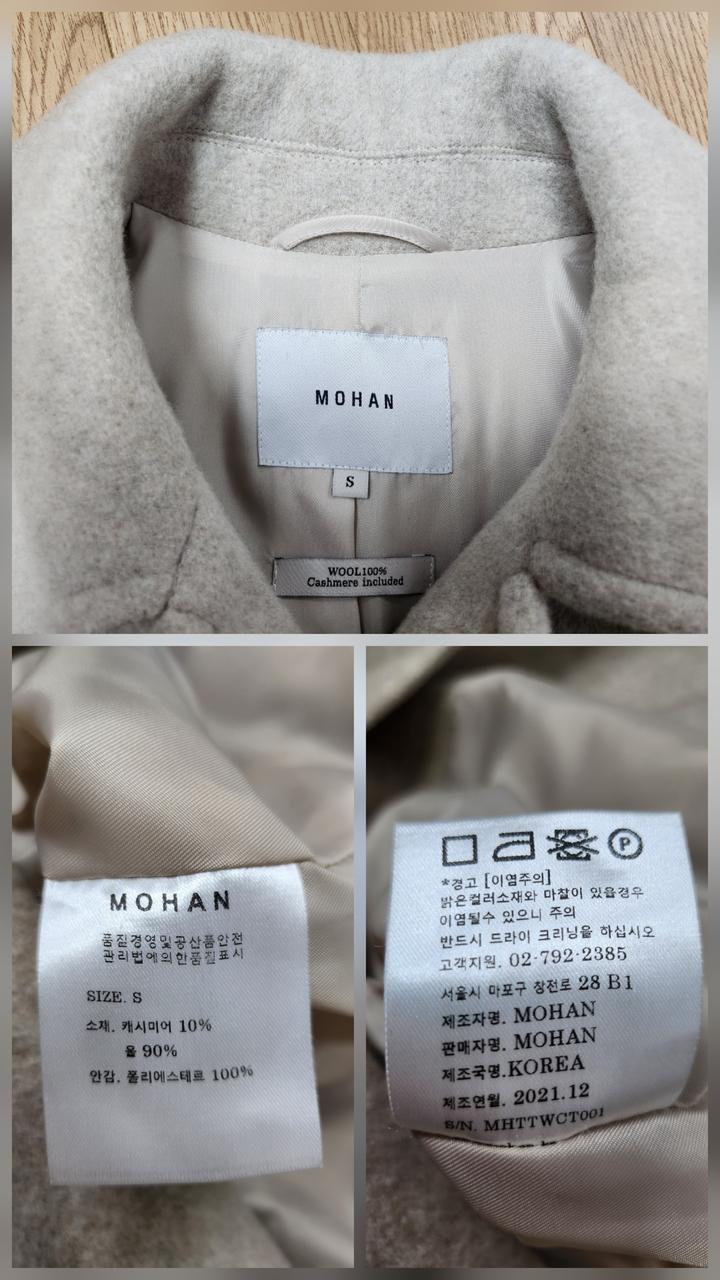 MOHAN
S
WOOL100%
Cashmere included
MOHAN
품질경영및공산품안전
관리법에의한품질표시
SIZE. S
소재. 캐시미어 10%
울 90%
안감. 폴리에스테르 100%
P
*경고 [이염주의]
밝은컬러소재와 마찰이 있을경우
이염될수 있으니 주의
반드시 드라이 크리닝을 하십시오
고객지원. 02-792-2385
서울시 마포구 창전로 28 B1
제조자명. MOHAN
판매자명. MOHAN
제조국명.KOREA
제조연월. 2021.12
S/N. MHTTWCT001